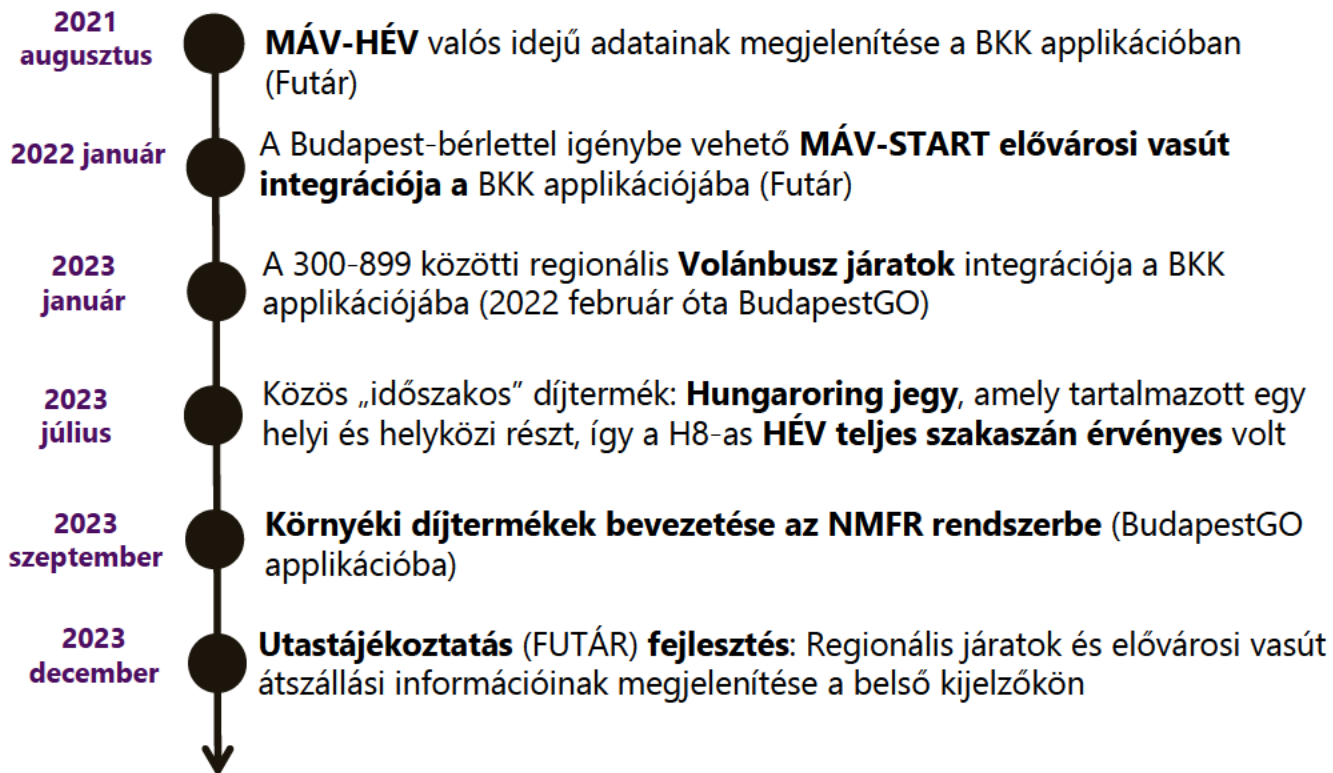 2021
augusztus
MÁV-HÉV valós idejű adatainak megjelenítése a BKK applikációban
(Futár)
2022 január
A Budapest-bérlettel igénybe vehető MÁV-START elővárosi vasút
integrációja a BKK applikációjába (Futár)
2023
január
A 300-899 közötti regionális Volánbusz járatok integrációja a BKK
applikációjába (2022 február óta BudapestGO)
2023
július
Közös „időszakos” díjtermék: Hungaroring jegy, amely tartalmazott egy
helyi és helyközi részt, így a H8-as HÉV teljes szakaszán érvényes volt
2023
szeptember
Környéki díjtermékek bevezetése az NMFR rendszerbe (BudapestGO
applikációba)
2023
december
Utastájékoztatás (FUTÁR) fejlesztés: Regionális járatok és elővárosi vasút
átszállási információinak megjelenítése a belső kijelzőkön